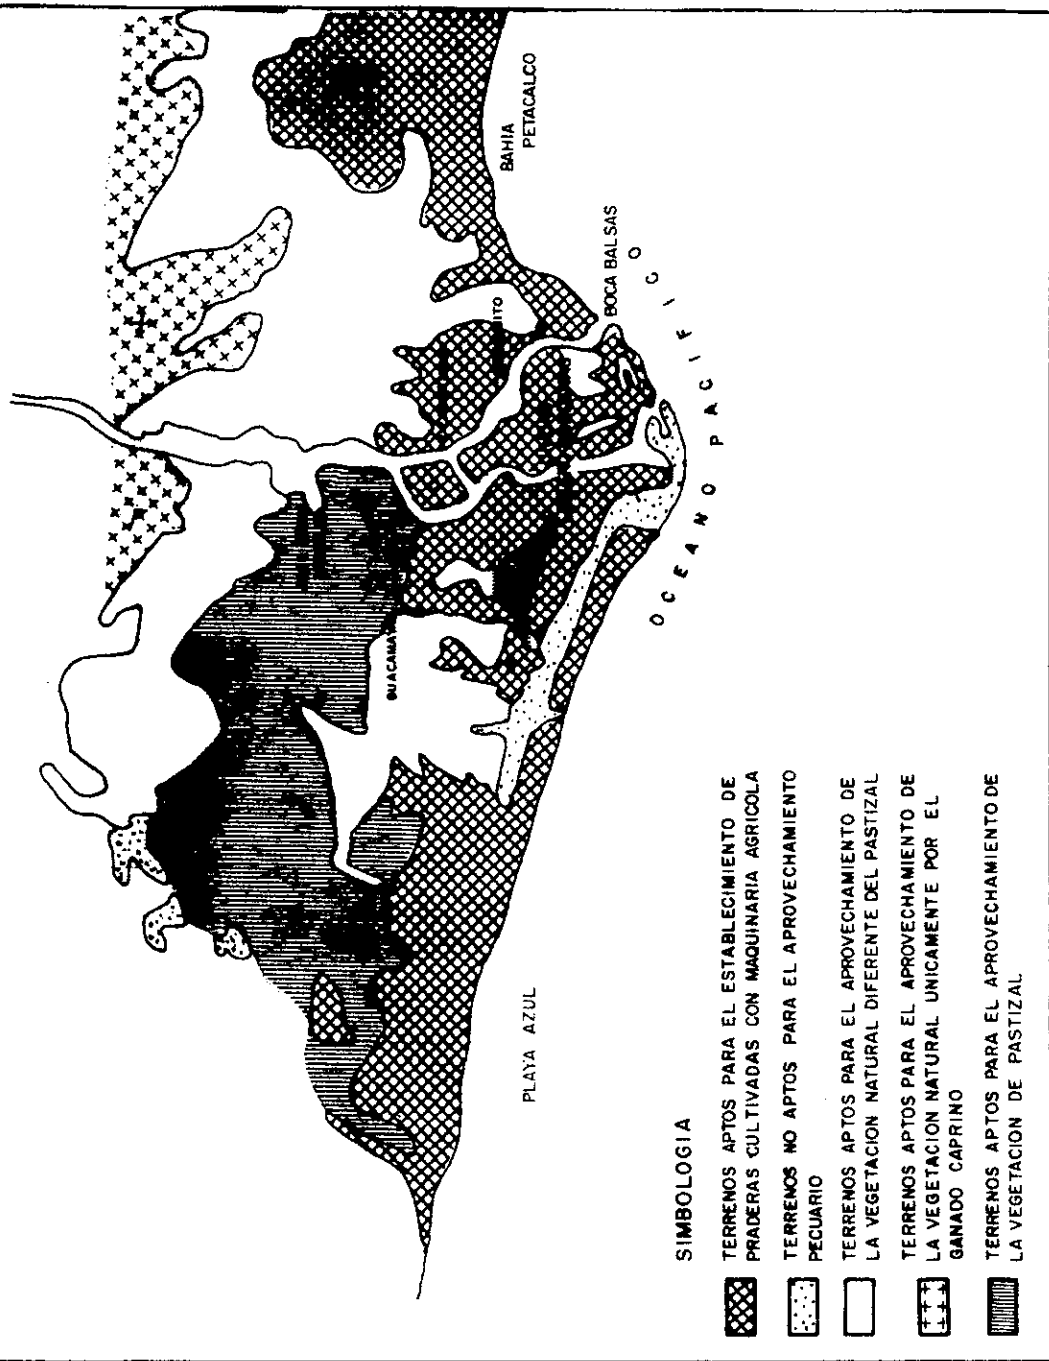 BAHIA
PETACALCO
BOCA BALSAS
OCEANO PACIFICO
PLAYA AZUL
SIMBOLOGIA
TERRENOS APTOS PARA EL ESTABLECIMIENTO DE
PRADERAS CULTIVADAS CON MAQUINARIA AGRICOLA
TERRENOS NO APTOS PARA EL APROVECHAMIENTO
PECUARIO
TERRENOS APTOS PARA EL APROVECHAMIENTO DE
LA VEGETACION NATURAL DIFERENTE DEL PASTIZAL
TERRENOS APTOS PARA EL APROVECHAMIENTO DE
LA VEGETACION NATURAL UNICAMENTE POR EL
GANADO CAPRINO
TERRENOS APTOS PARA EL APROVECHAMIENTO DE
LA VEGETACION DE PASTIZAL